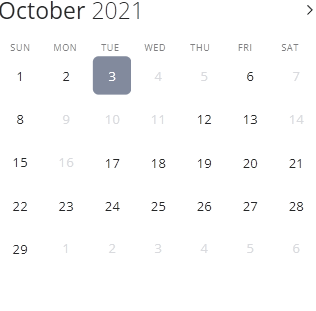 October 2021
SUN MON TUE WED THU FRI SAT
1 2 3 4 5 6 7
8 9 10 11 12 13 14
15 16 17 18 19 20 21
22 23 24 25 26 27 28
29 1 2 3 4 5 6